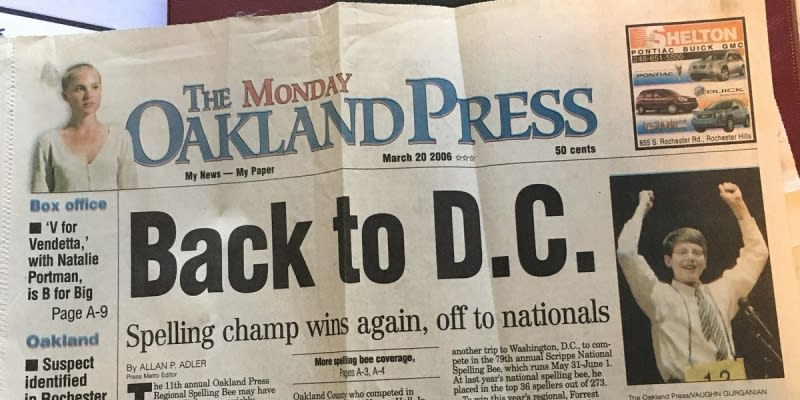 THE MONDAY
OAKLAND PRESS
My News — My Paper
March 20 2006 ☆☆☆
50 cents
SHELTON
PONTIAC BUICK GMC
248-651-5500
PONTIAC
BUICK
GMC
855 S. Rochester Rd., Rochester Hills
Box office
■ 'V for
Vendetta,'
with Natalie
Portman,
is B for Big
Page A-9
Oakland
■ Suspect
identified
in Rochester
Back to D.C.
Spelling champ wins again, off to nationals
By ALLAN P. ADLER
Press Metro Editor
The 11th annual Oakland Press
Regional Spelling Bee may have
More spelling bee coverage,
Pages A-3, A-4
Oakland County who competed in
another trip to Washington, D.C., to com-
pete in the 79th annual Scripps National
Spelling Bee, which runs May 31-June 1.
At last year's national spelling bee, he
placed in the top 36 spellers out of 273.
To win this year's regional, Forrest
The Oakland Press/VAUGHN GURGANIAN